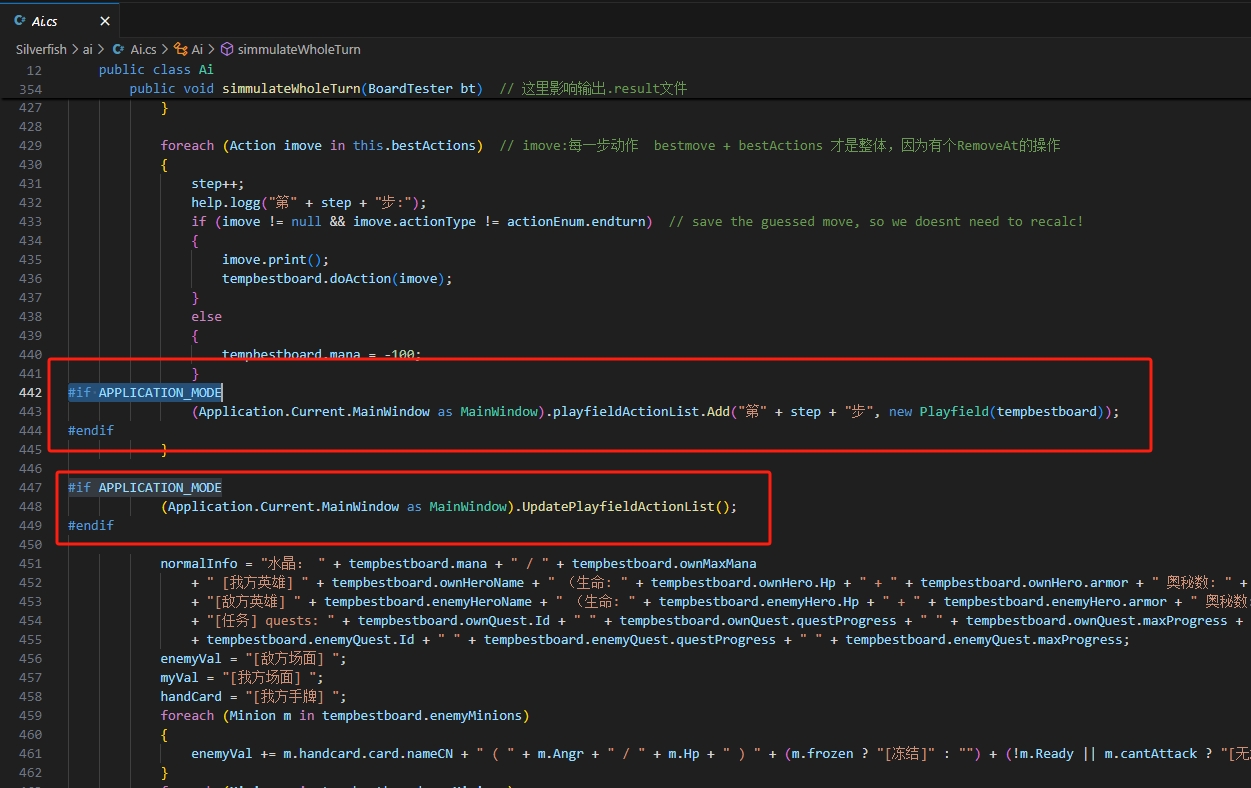 Ai.cs
Silverfish > ai > Ai.cs > Ai > simmulateWholeTurn
12 public class Ai
354 public void simmulateWholeTurn(BoardTester bt) // 这里影响输出.result文件
427 }
428
429 foreach (Action imove in this.bestActions) // imove:每一步动作 bestmove + bestActions 才是整体，因为有个RemoveAt的操作
430 {
431 step++;
432 help.logg("第" + step + "步:");
433 if (imove != null && imove.actionType != actionEnum.endturn) // save the guessed move, so we doesnt need to recalc!
434 {
435 imove.print();
436 tempbestboard.doAction(imove);
437 }
438 else
439 {
440 tempbestboard.mana = -100;
441 }
442 #if APPLICATION_MODE
443 (Application.Current.MainWindow as MainWindow).playfieldActionList.Add("第" + step + "步", new Playfield(tempbestboard));
444 #endif
445 }
446
447 #if APPLICATION_MODE
448 (Application.Current.MainWindow as MainWindow).UpdatePlayfieldActionList();
449 #endif
450
451 normalInfo = "水晶： " + tempbestboard.mana + " / " + tempbestboard.ownMaxMana
452 + " [我方英雄] " + tempbestboard.ownHeroName + " （生命: " + tempbestboard.ownHero.Hp + " + " + tempbestboard.ownHero.armor + " 奥秘数: " +
453 + "[敌方英雄] " + tempbestboard.enemyHeroName + " （生命: " + tempbestboard.enemyHero.Hp + " + " + tempbestboard.enemyHero.armor + " 奥秘数:
454 + "[任务] quests: " + tempbestboard.ownQuest.Id + " " + tempbestboard.ownQuest.questProgress + " " + tempbestboard.ownQuest.maxProgress +
455 + tempbestboard.enemyQuest.Id + " " + tempbestboard.enemyQuest.questProgress + " " + tempbestboard.enemyQuest.maxProgress;
456 enemyVal = "[敌方场面] ";
457 myVal = "[我方场面] ";
458 handCard = "[我方手牌] ";
459 foreach (Minion m in tempbestboard.enemyMinions)
460 {
461 enemyVal += m.handcard.card.nameCN + " ( " + m.Angr + " / " + m.Hp + " ) " + (m.frozen ? "[冻结]" : "") + (!m.Ready || m.cantAttack ? "[无
462 }